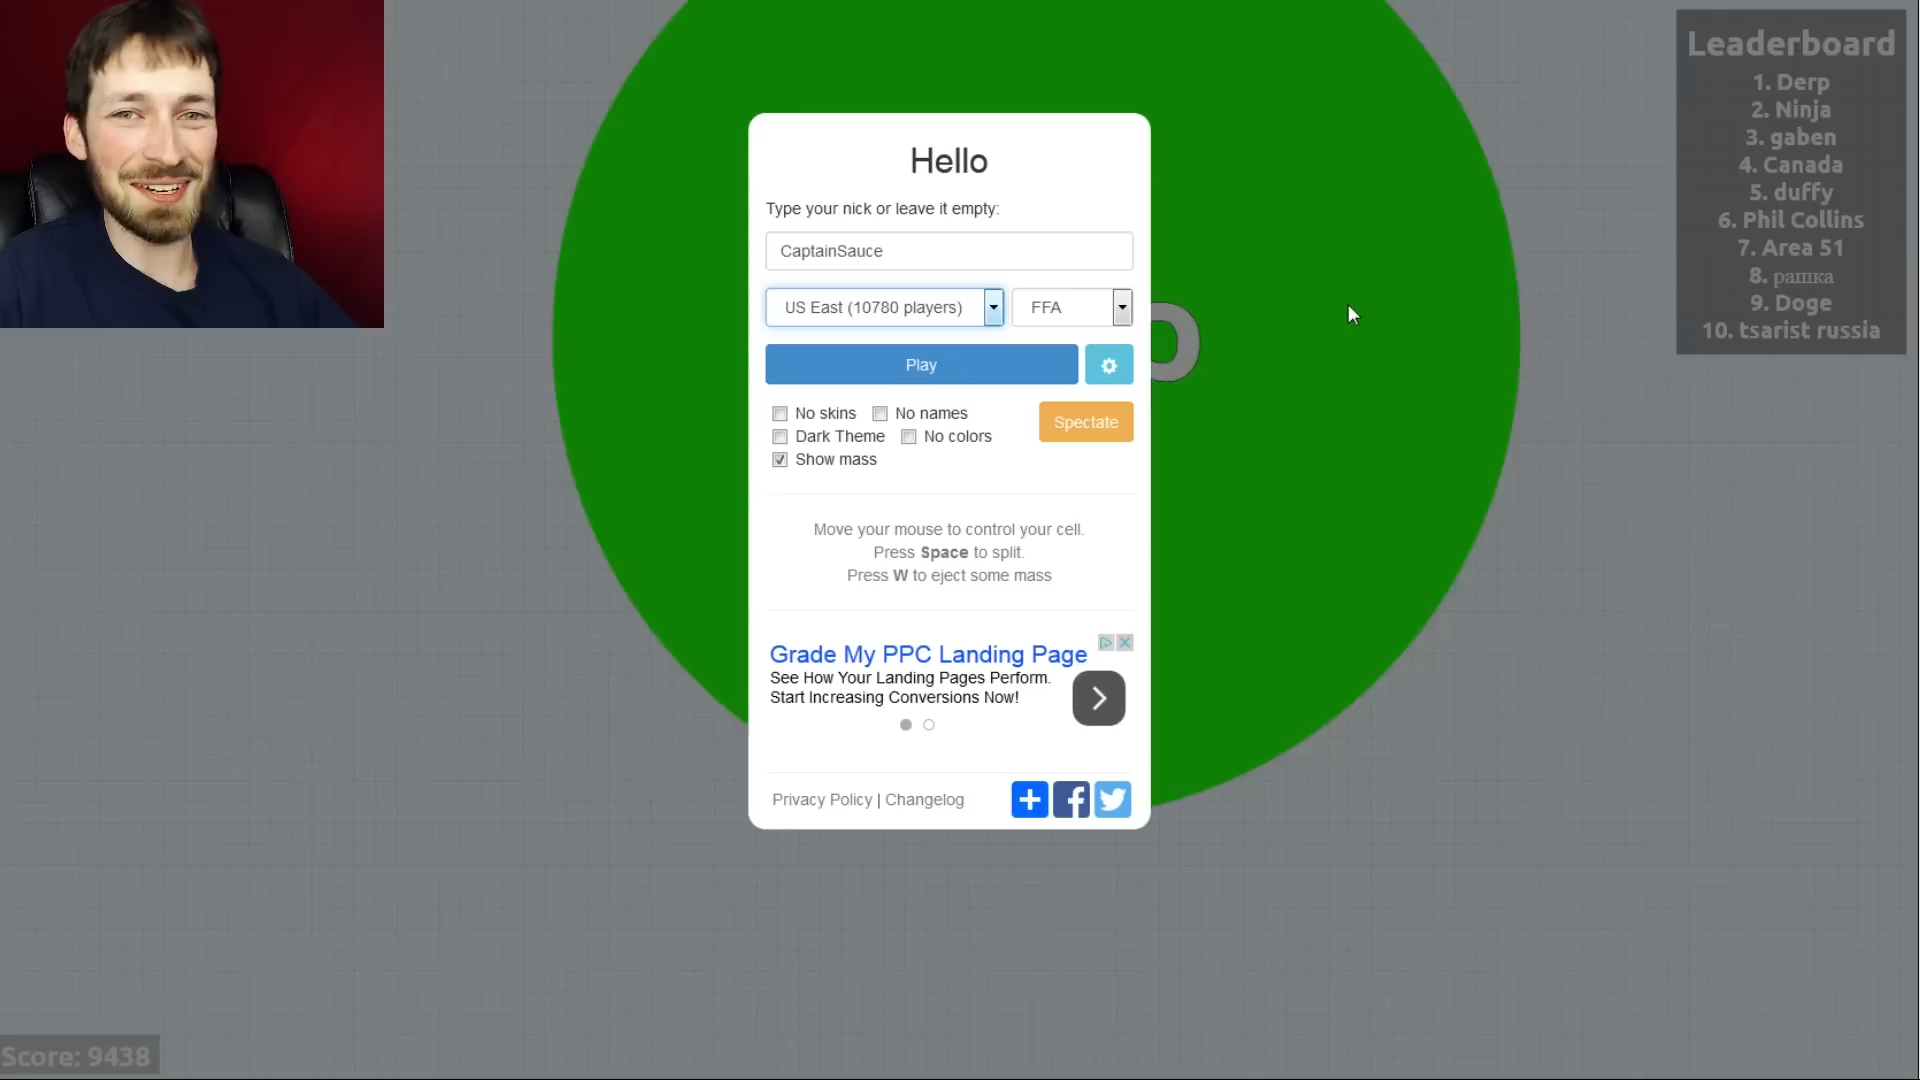 Leaderboard
1. Derp
2. Ninja
3. gaben
4. Canada
5. duffy
6. Phil Collins
7. Area 51
8. рашка
9. Doge
10. tsarist russia
Hello
Type your nick or leave it empty:
CaptainSauce
US East (10780 players)
FFA
Play
No skins
No names
Dark Theme
No colors
Show mass
Spectate
Move your mouse to control your cell.
Press Space to split.
Press W to eject some mass
Grade My PPC Landing Page
See How Your Landing Pages Perform.
Start Increasing Conversions Now!
Privacy Policy | Changelog
Score: 9438